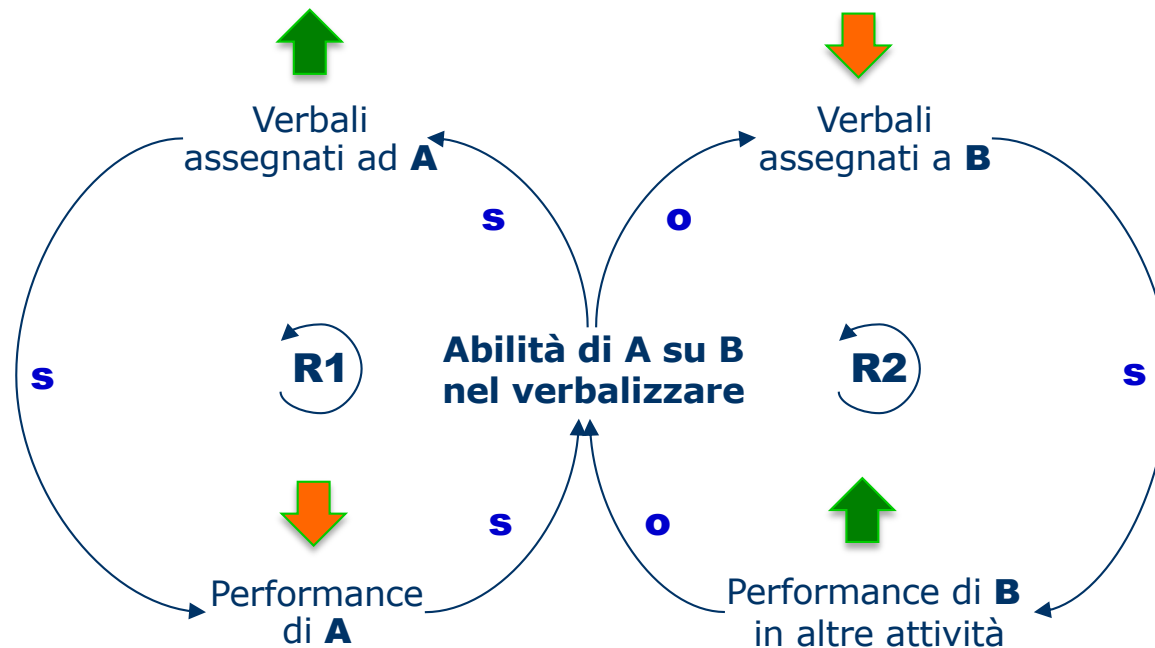 Verbali
assegnati ad A
Verbali
assegnati a B
s
o
s
R1
Abilità di A su B
nel verbalizzare
R2
s
s
o
Performance
di A
Performance di B
in altre attività